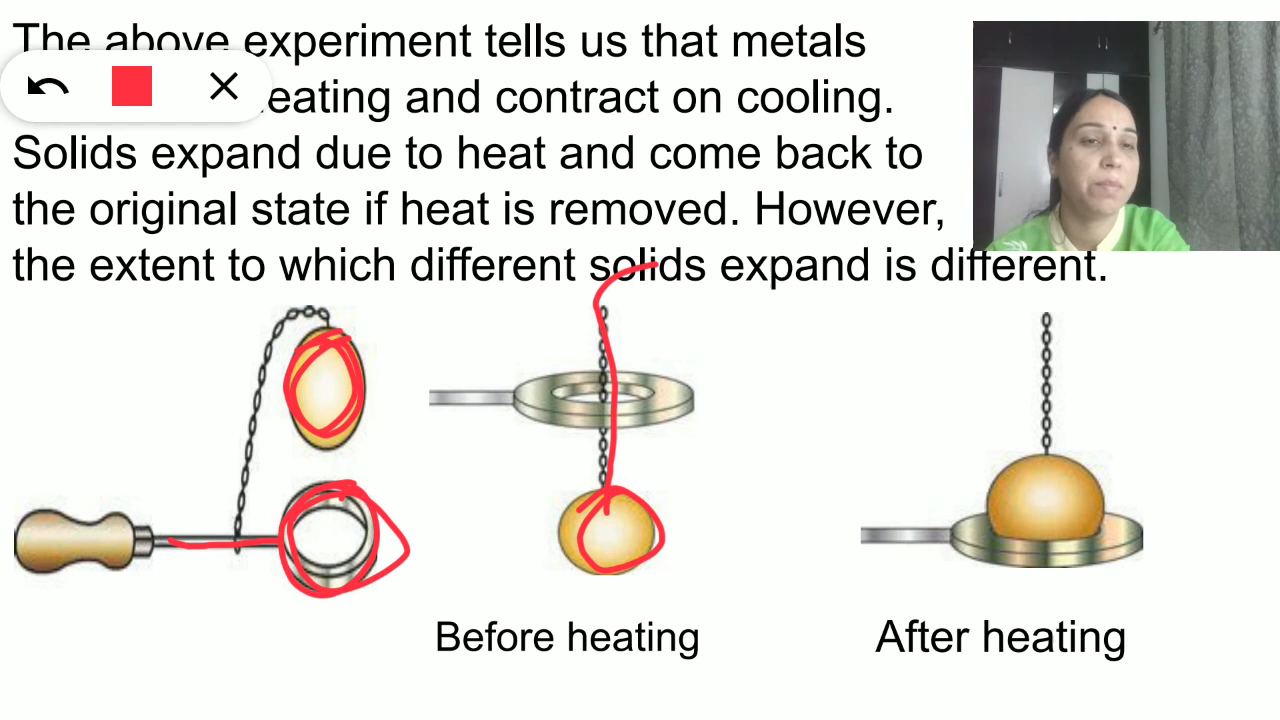 The above experiment tells us that metals
eating and contract on cooling.
Solids expand due to heat and come back to
the original state if heat is removed. However,
the extent to which different solids expand is different.
Before heating
After heating